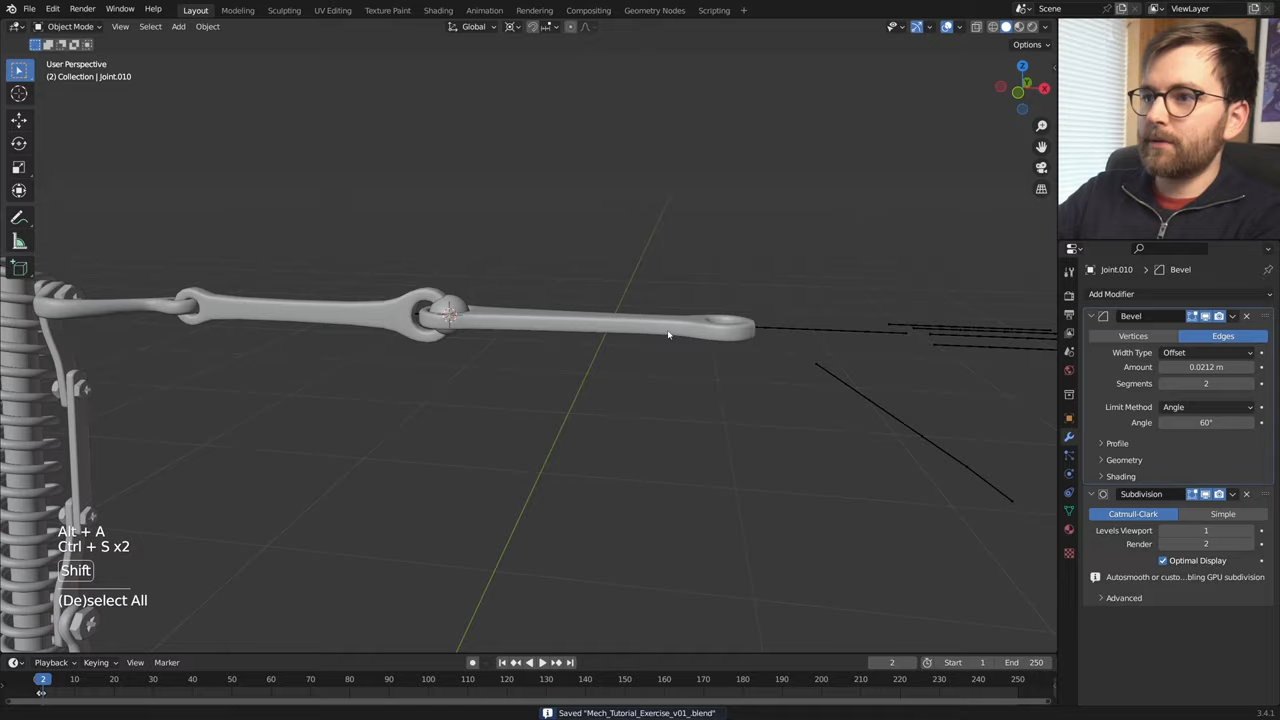 File Edit Render Window Help Layout Modeling Sculpting UV Editing Texture Paint Shading Animation Rendering Compositing Geometry Nodes Scripting + Scene ViewLayer
Object Mode View Select Add Object Global
Options
User Perspective
(2) Collection | Joint.010
Z
Y
X
Joint.010 > Bevel
Add Modifier
Bevel
Vertices Edges
Width Type Offset
Amount 0.0212 m
Segments 2
Limit Method Angle
Angle 60°
Profile
Geometry
Shading
Subdivision
Catmull-Clark Simple
Levels Viewport 1
Render 2
Optimal Display
Autosmooth or custo...bling GPU subdivision
Advanced
Alt + A
Ctrl + S x2
Shift
(De)select All
Playback Keying View Marker 2 Start 1 End 250
2 10 20 30 40 50 60 70 80 90 100 110 120 130 140 150 160 170 180 190 200 210 220 230 240 250
Saved "Mech_Tutorial_Exercise_v01_.blend"
3.4.1